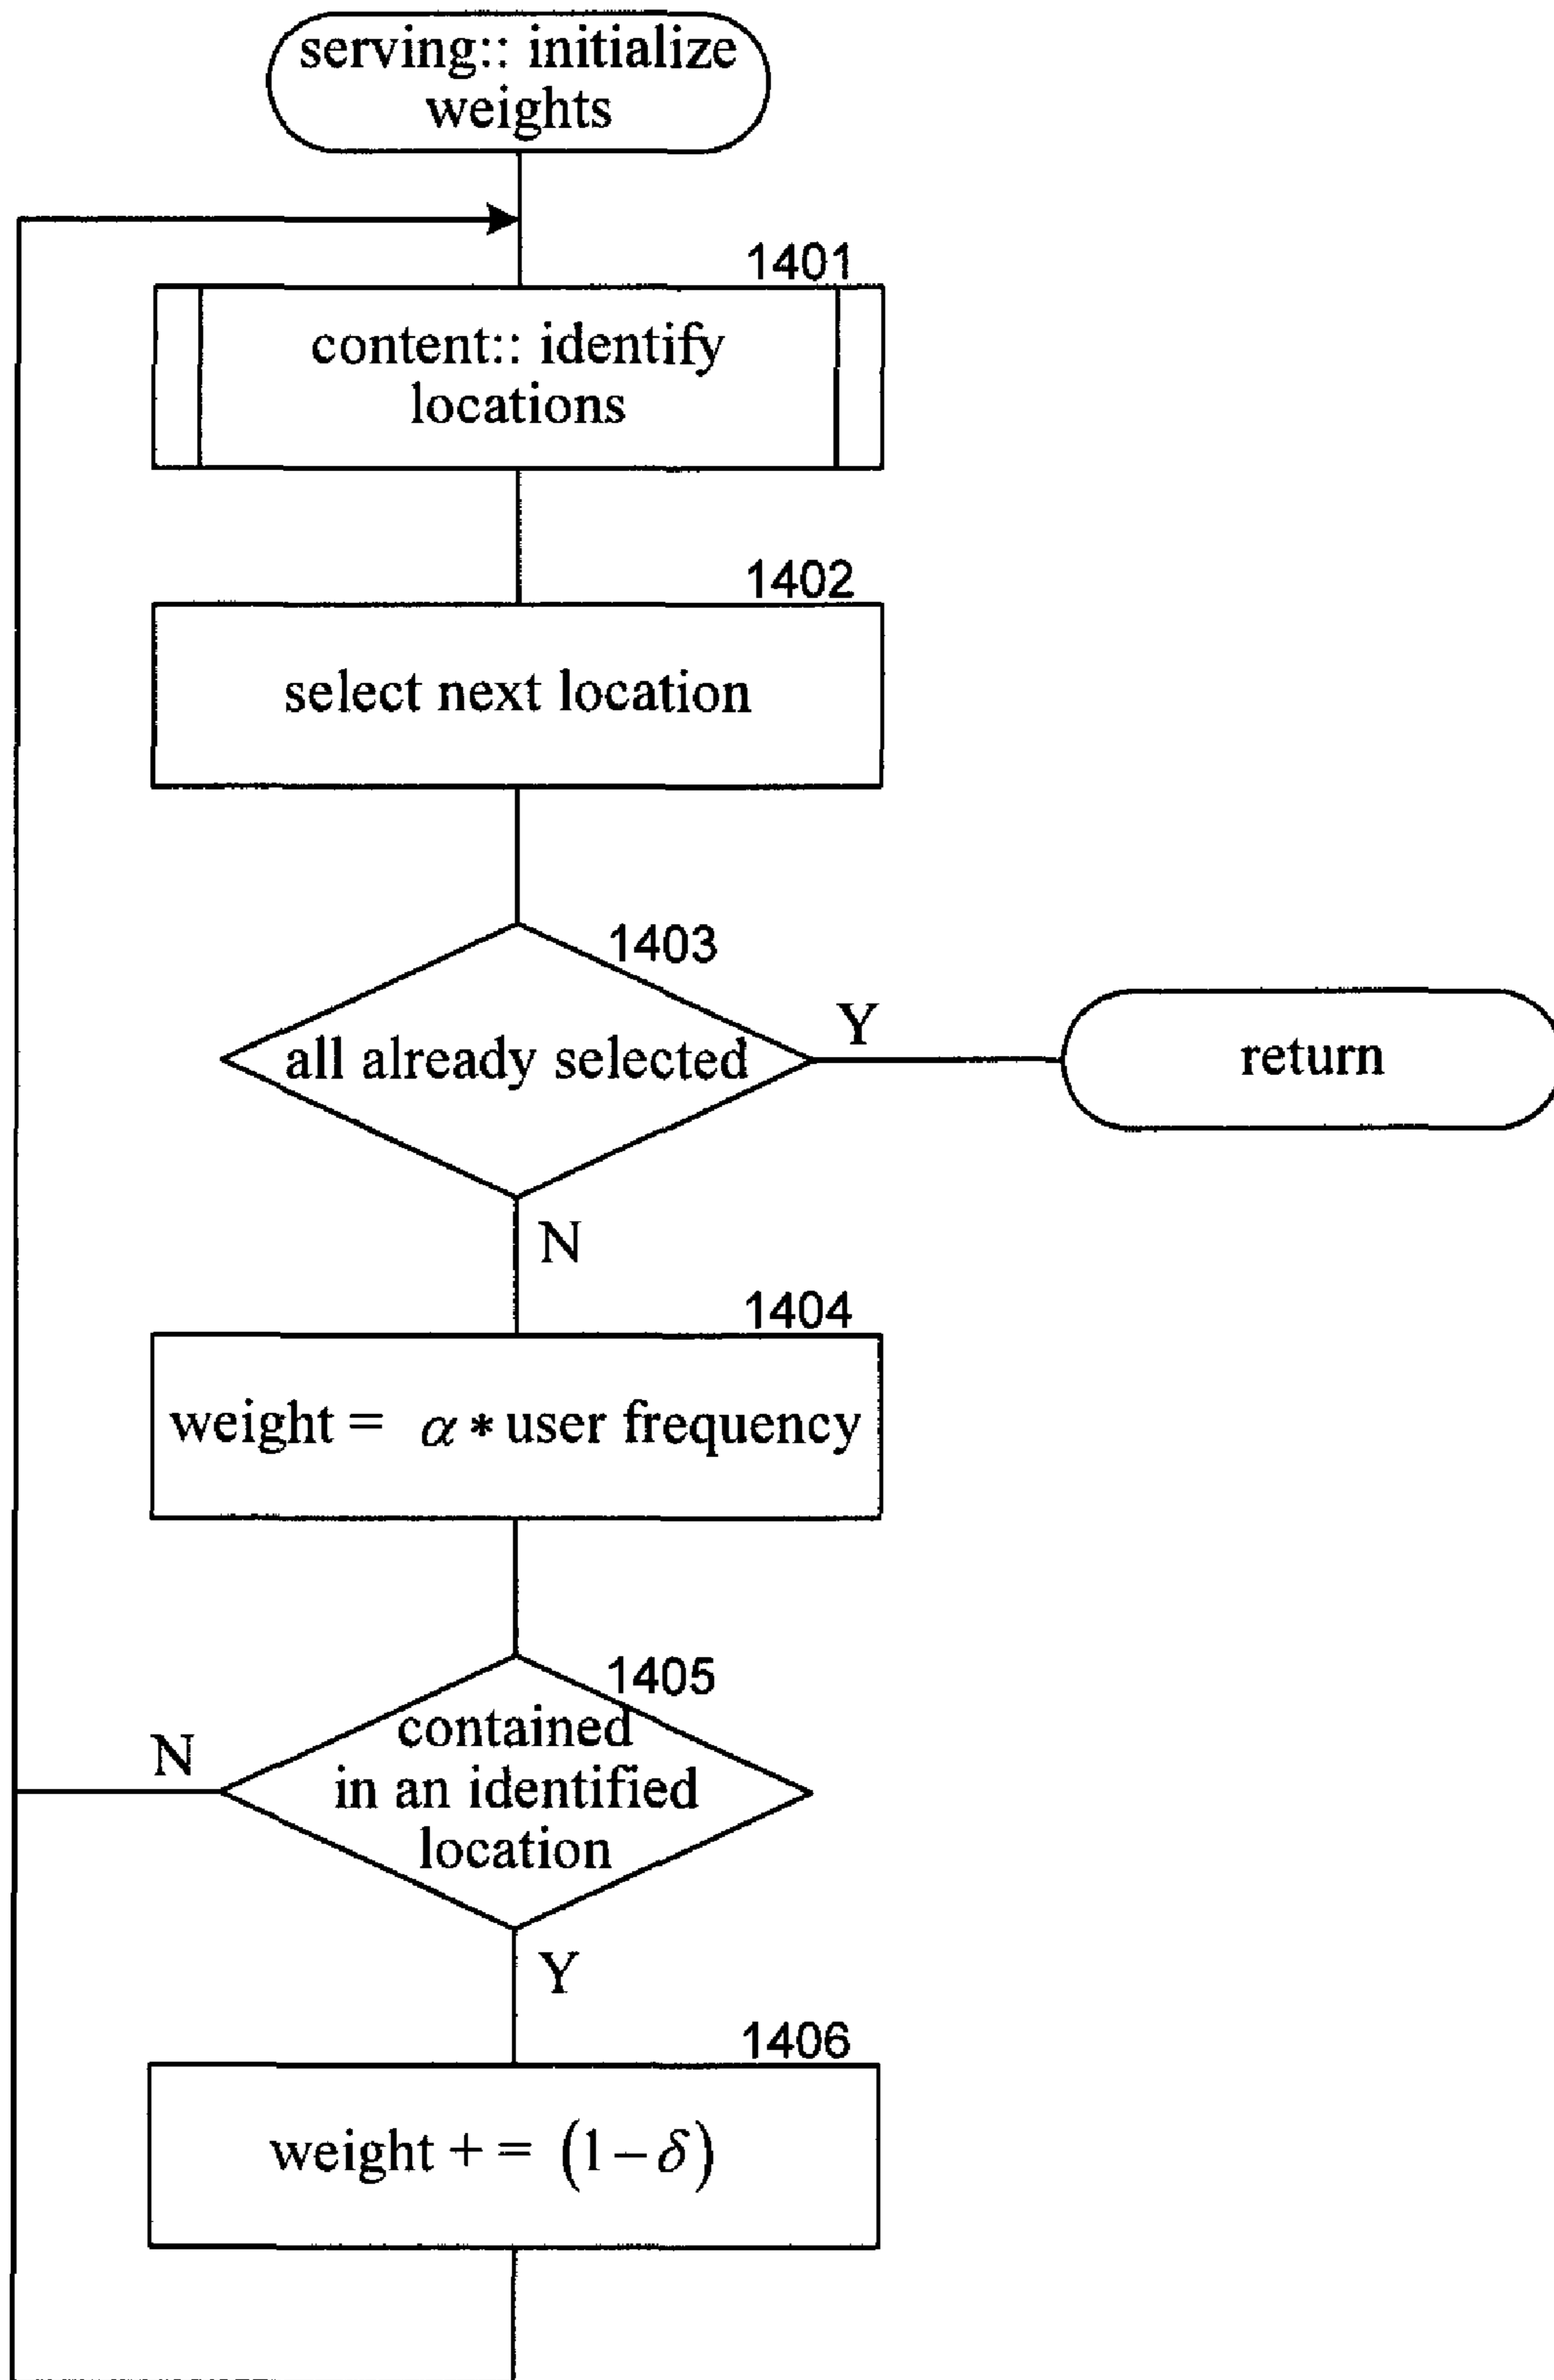 serving:: initialize
weights
1401
content:: identify
locations
1402
select next location
1403
all already selected
Y
return
N
1404
weight = α * user frequency
1405
contained
in an identified
location
N
Y
1406
weight + = (1 – δ)